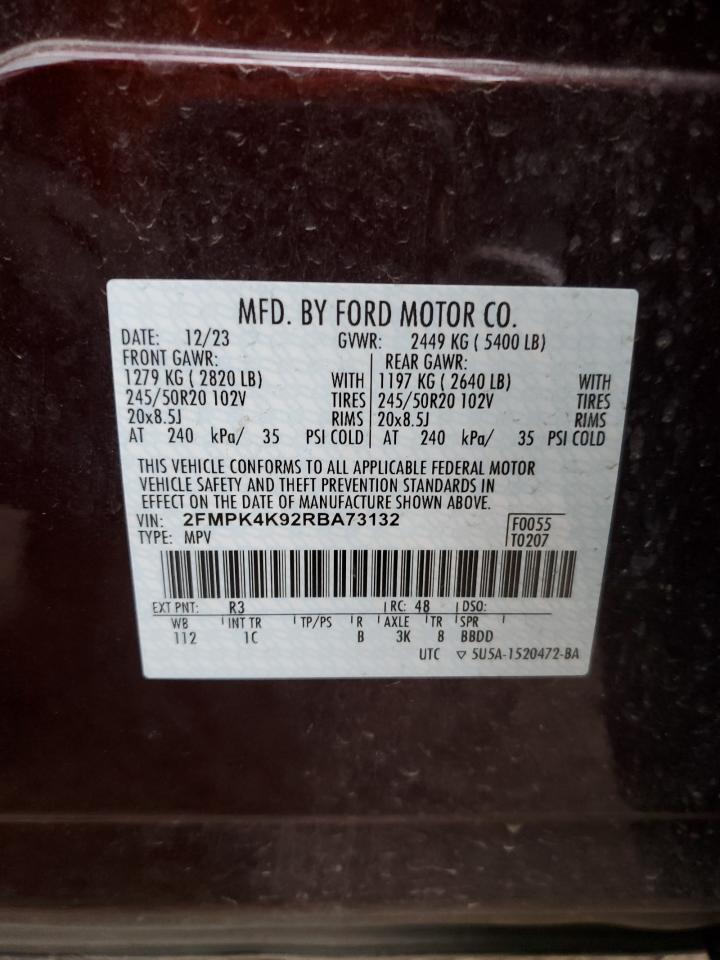 MFD. BY FORD MOTOR CO.
DATE: 12/23 GVWR: 2449 KG ( 5400 LB)
FRONT GAWR: REAR GAWR:
1279 KG ( 2820 LB) WITH 1197 KG ( 2640 LB) WITH
245/50R20 102V TIRES 245/50R20 102V TIRES
20x8.5J RIMS 20x8.5J RIMS
AT 240 kPa/ 35 PSI COLD AT 240 kPa/ 35 PSI COLD
THIS VEHICLE CONFORMS TO ALL APPLICABLE FEDERAL MOTOR
VEHICLE SAFETY AND THEFT PREVENTION STANDARDS IN
EFFECT ON THE DATE OF MANUFACTURE SHOWN ABOVE.
VIN: 2FMPK4K92RBA73132 F0055
TYPE: MPV T0207
EXT PNT: R3 RC: 48 DSO:
WB INT TR TP/PS R AXLE TR SPR
112 1C B 3K 8 BBDD
UTC ▽ 5U5A-1520472-BA